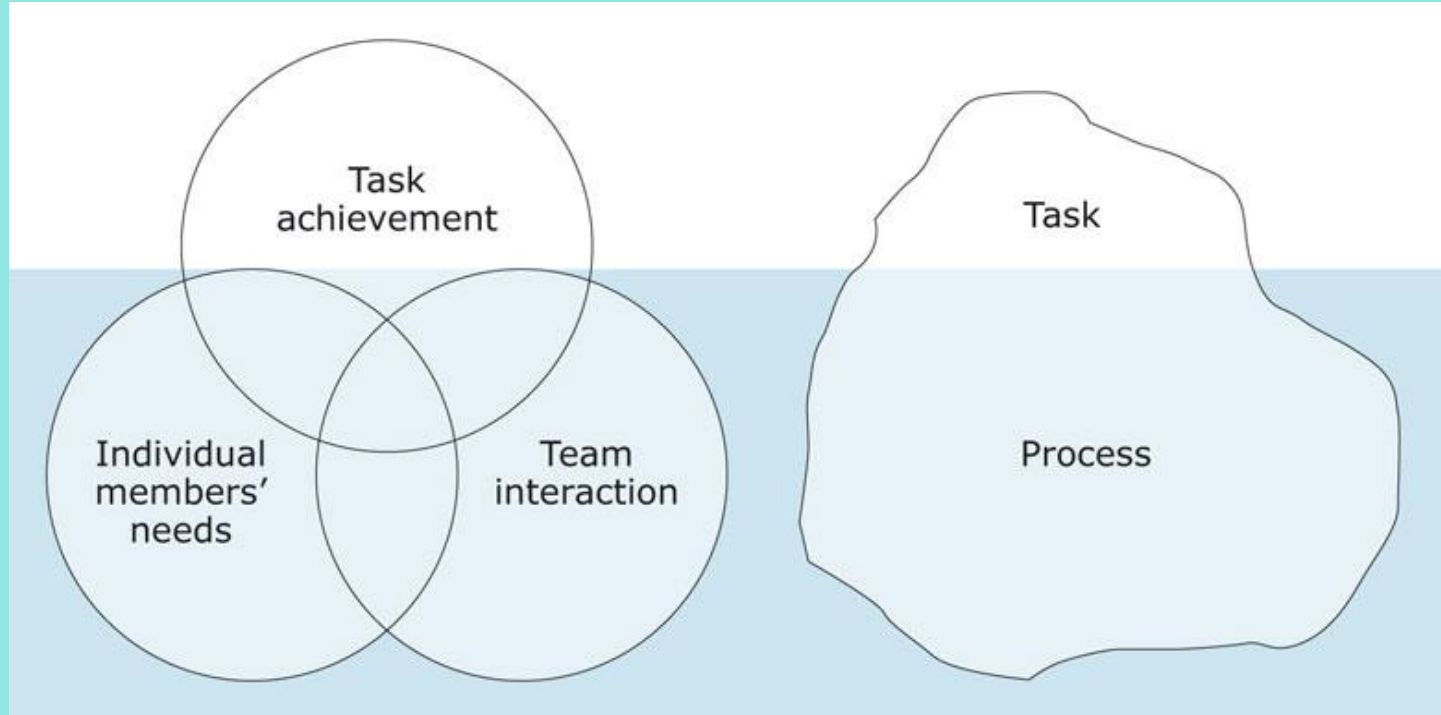 Task
achievement
Individual
members’
needs
Team
interaction
Task
Process